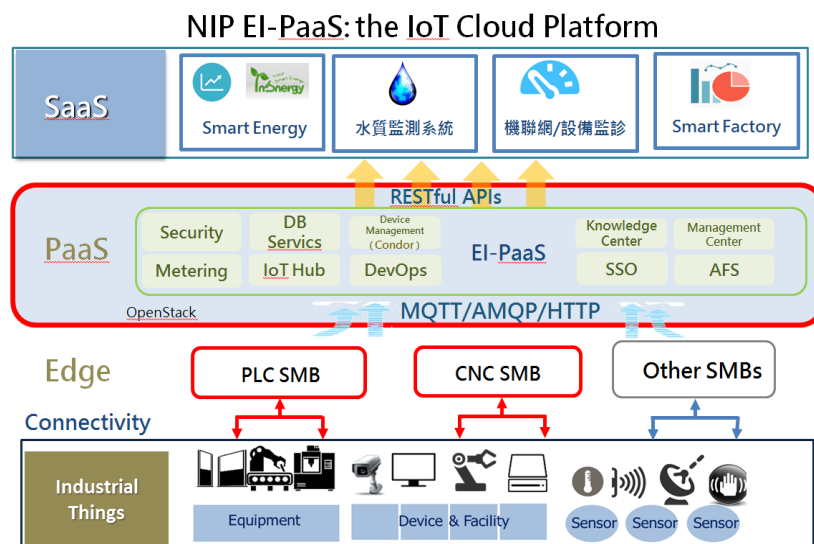 NIP EI-PaaS: the IoT Cloud Platform
SaaS
InSnergy
Smart Energy
水質監測系統
機聯網/設備監診
Smart Factory
RESTful APIs
PaaS
Security
DB
Servics
Device
Management
(Condor)
EI-PaaS
Knowledge
Center
Management
Center
Metering
IoT Hub
DevOps
SSO
AFS
OpenStack
MQTT/AMQP/HTTP
Edge
PLC SMB
CNC SMB
Other SMBs
Connectivity
Industrial
Things
Equipment
Device & Facility
Sensor
Sensor
Sensor